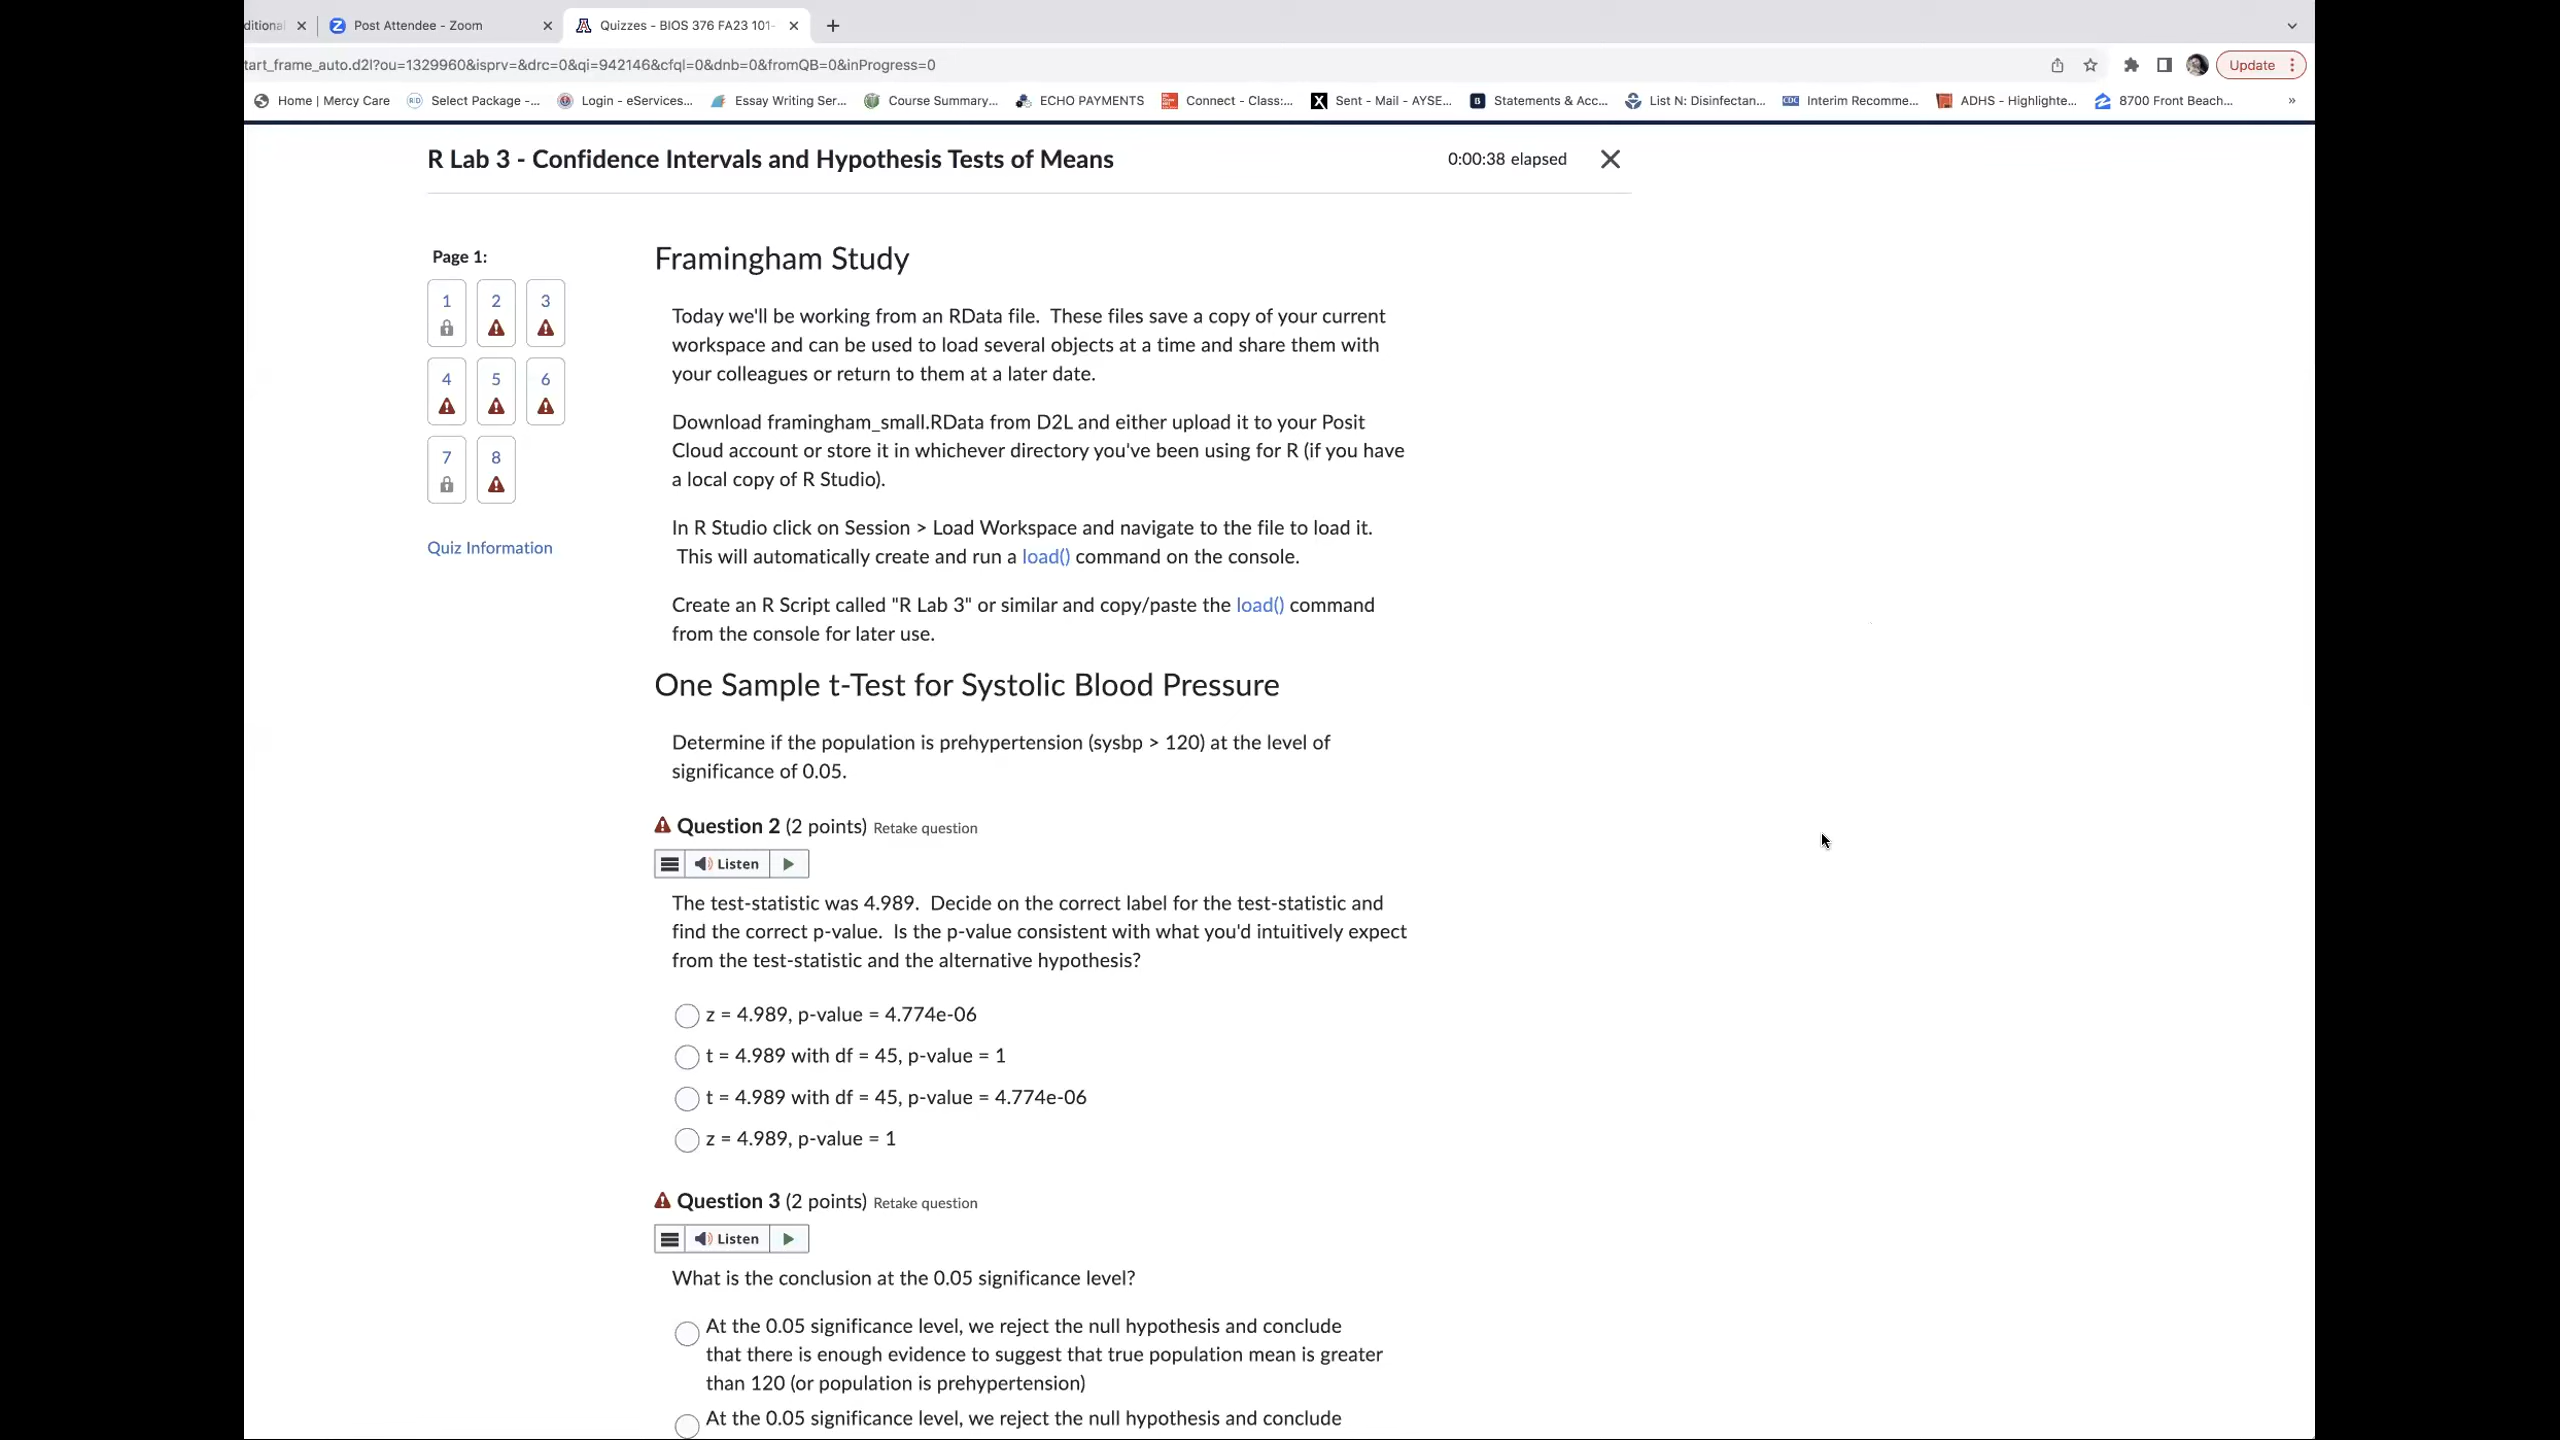 ditional
Post Attendee - Zoom
Quizzes - BIOS 376 FA23 101-
tart_frame_auto.d2l?ou=1329960&isprv=&drc=0&qi=942146&cfql=0&dnb=0&fromQB=0&inProgress=0
Update
Home | Mercy Care
Select Package -...
Login - eServices...
Essay Writing Ser...
Course Summary...
ECHO PAYMENTS
Connect - Class:...
Sent - Mail - AYSE...
Statements & Acc...
List N: Disinfectan...
Interim Recomme...
ADHS - Highlighte...
8700 Front Beach...
»
R Lab 3 - Confidence Intervals and Hypothesis Tests of Means
0:00:38 elapsed
Page 1:
1 2 3
4 5 6
7 8
Quiz Information
Framingham Study
Today we'll be working from an RData file. These files save a copy of your current
workspace and can be used to load several objects at a time and share them with
your colleagues or return to them at a later date.
Download framingham_small.RData from D2L and either upload it to your Posit
Cloud account or store it in whichever directory you've been using for R (if you have
a local copy of R Studio).
In R Studio click on Session > Load Workspace and navigate to the file to load it.
This will automatically create and run a load() command on the console.
Create an R Script called "R Lab 3" or similar and copy/paste the load() command
from the console for later use.
One Sample t-Test for Systolic Blood Pressure
Determine if the population is prehypertension (sysbp > 120) at the level of
significance of 0.05.
Question 2 (2 points) Retake question
Listen
The test-statistic was 4.989. Decide on the correct label for the test-statistic and
find the correct p-value. Is the p-value consistent with what you'd intuitively expect
from the test-statistic and the alternative hypothesis?
z = 4.989, p-value = 4.774e-06
t = 4.989 with df = 45, p-value = 1
t = 4.989 with df = 45, p-value = 4.774e-06
z = 4.989, p-value = 1
Question 3 (2 points) Retake question
Listen
What is the conclusion at the 0.05 significance level?
At the 0.05 significance level, we reject the null hypothesis and conclude
that there is enough evidence to suggest that true population mean is greater
than 120 (or population is prehypertension)
At the 0.05 significance level, we reject the null hypothesis and conclude